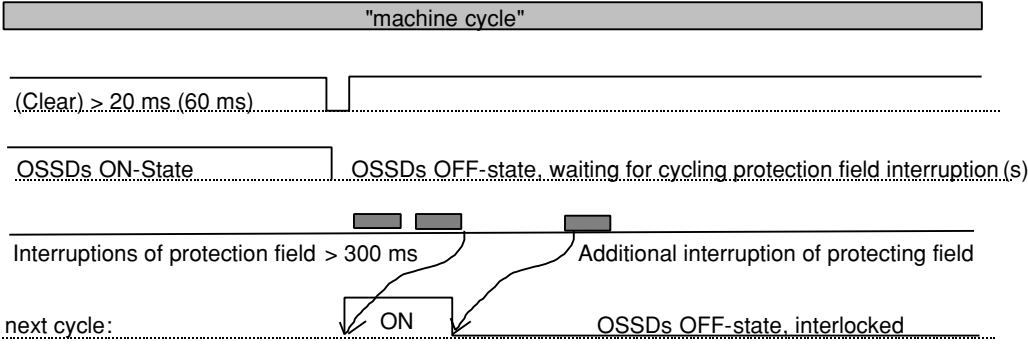 "machine cycle"
(Clear) > 20 ms (60 ms)
OSSDs ON-State OSSDs OFF-state, waiting for cycling protection field interruption (s)
Interruptions of protection field > 300 ms Additional interruption of protecting field
next cycle: ON OSSDs OFF-state, interlocked